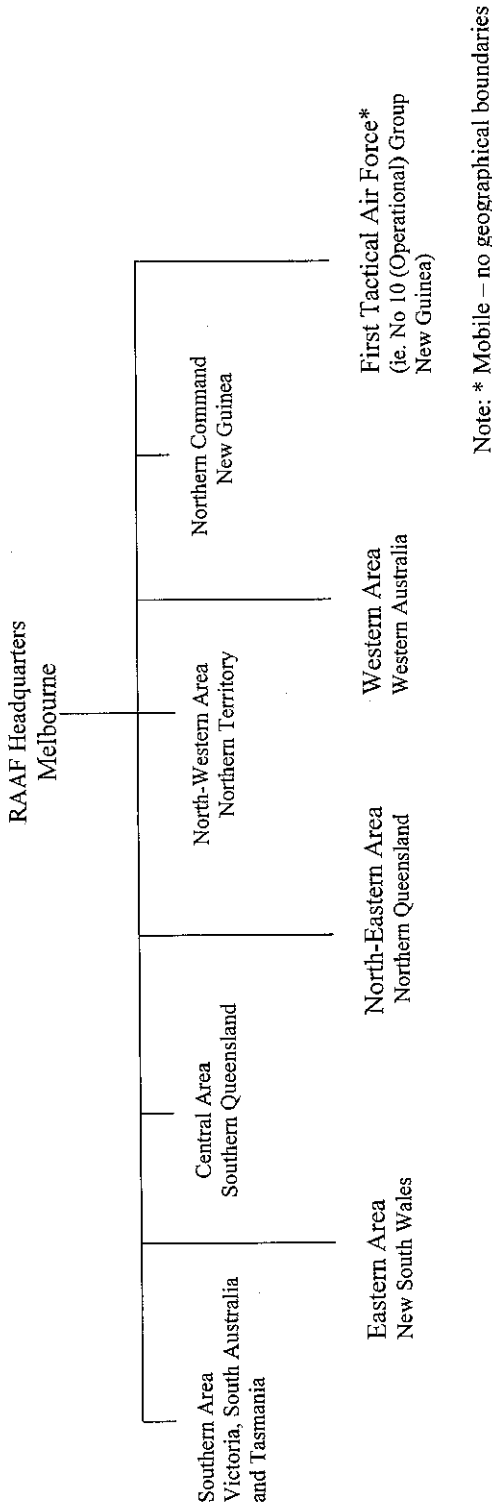 RAAF Headquarters
Melbourne
Southern Area
Victoria, South Australia
and Tasmania
Central Area
Southern Queensland
North-Western Area
Northern Territory
Northern Command
New Guinea
Eastern Area
New South Wales
North-Eastern Area
Northern Queensland
Western Area
Western Australia
First Tactical Air Force*
(ie. No 10 (Operational) Group
New Guinea)
Note: * Mobile – no geographical boundaries